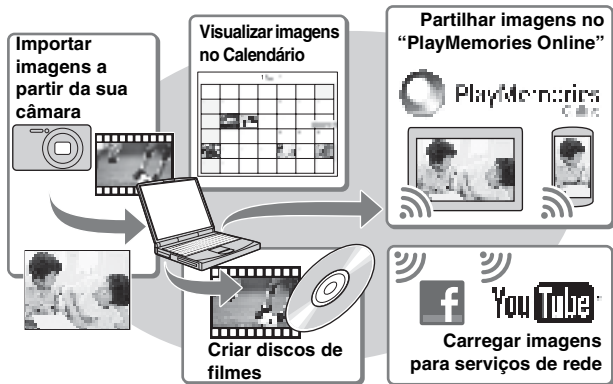 Importar
imagens a
partir da sua
câmara
Visualizar imagens
no Calendário
Partilhar imagens no
“PlayMemories Online”
PlayMemories
Online
Criar discos de
filmes
f
You Tube
Carregar imagens
para serviços de rede